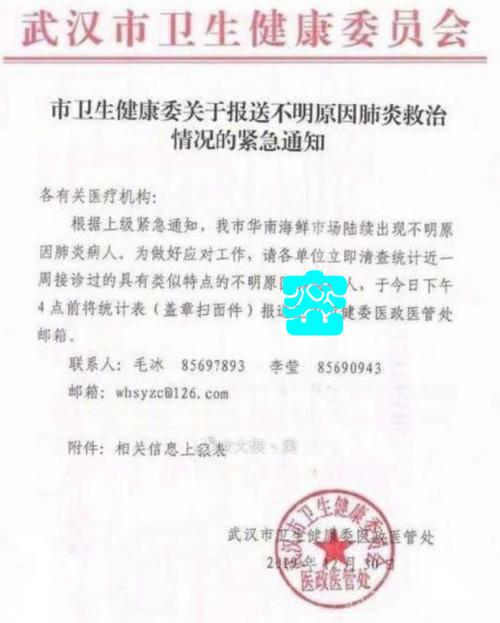 武汉市卫生健康委员会
市卫生健康委关于报送不明原因肺炎救治
情况的紧急通知
各有关医疗机构：
根据上级紧急通知，我市华南海鲜市场陆续出现不明原
因肺炎病人。为做好应对工作，请各单位立即清查统计近一
周接诊过的具有类似特点的不明原 人，于今日下午
4点前将统计表（盖章扫面件）报送 健委医政医管处
邮箱。
联系人：毛冰 85697893 李莹 85690943
邮箱：whsyzc@126.com
附件：相关信息上报表
武汉市卫生健康委医政医管处
2019年12月30日
武汉市卫生健康委员会
医政医管处